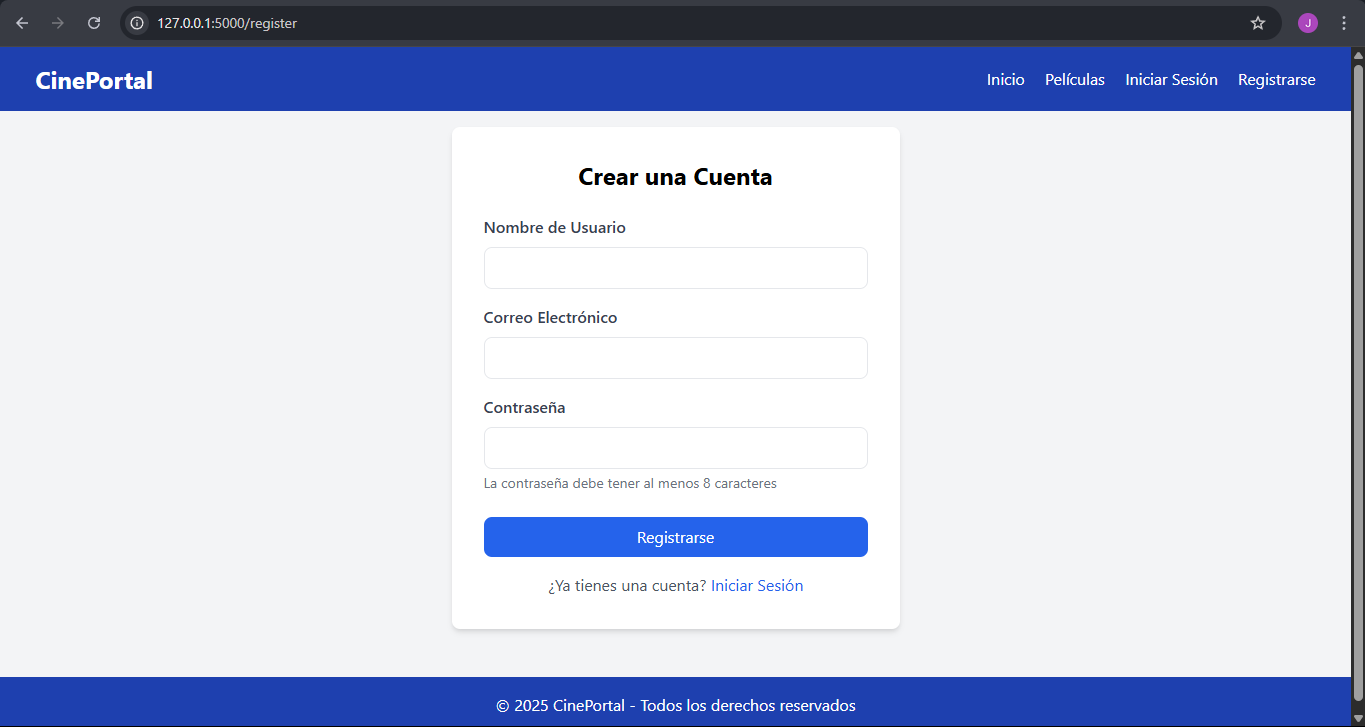 127.0.0.1:5000/register
J
CinePortal
Inicio Películas Iniciar Sesión Registrarse
Crear una Cuenta
Nombre de Usuario
Correo Electrónico
Contraseña
La contraseña debe tener al menos 8 caracteres
Registrarse
¿Ya tienes una cuenta? Iniciar Sesión
© 2025 CinePortal - Todos los derechos reservados